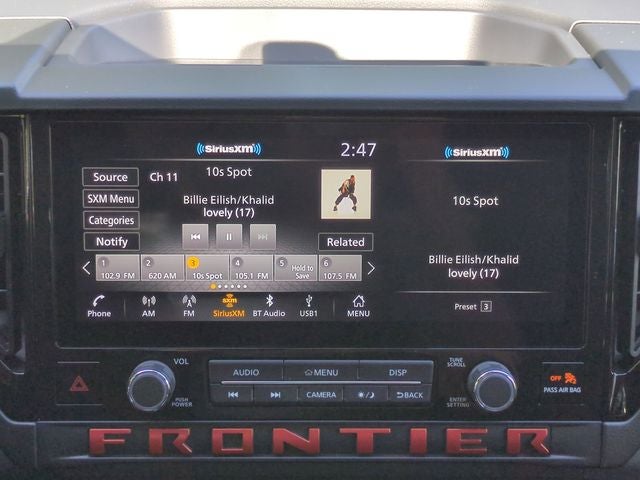 SiriusXM 2:47 SiriusXM
10s Spot
Source Ch 11
SXM Menu Billie Eilish/Khalid 10s Spot
lovely (17)
Categories
Notify Related
Billie Eilish/Khalid
lovely (17)
1 2 3 4 5 Hold to Save 6
102.9 FM 620 AM 10s Spot 105.1 FM 107.5 FM
sxm
Phone AM FM SiriusXM BT Audio USB1 MENU
Preset 3
VOL AUDIO MENU DISP TUNE SCROLL
OFF
PUSH POWER CAMERA BACK ENTER SETTING PASS AIR BAG
FRONTIER